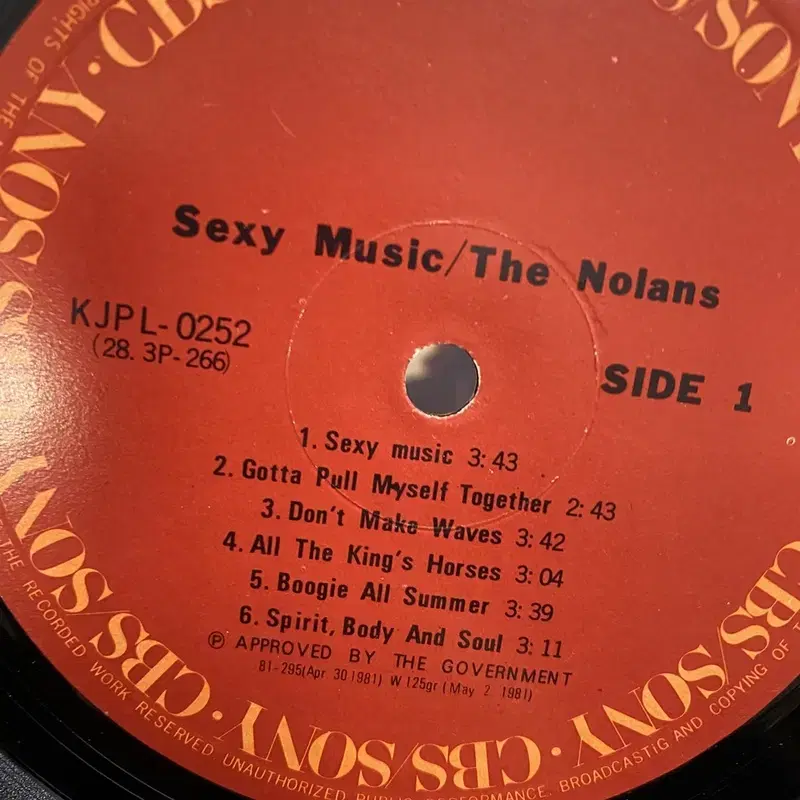 Sexy Music/The Nolans
KJPL-0252
(28. 3P-266)
SIDE 1
1. Sexy music 3:43
2. Gotta Pull Myself Together 2:43
3. Don't Make Waves 3:42
4. All The King's Horses 3:04
5. Boogie All Summer 3:39
6. Spirit, Body And Soul 3:11
Ⓟ APPROVED BY THE GOVERNMENT
81-295(Apr 30 1981) W 125gr (May 2 1981)
CBS/SONY · CBS/SONY · CBS/SONY · CBS/SONY
RIGHTS OF THE
THE RECORDED WORK RESERVED UNAUTHORIZED PUBLIC PERFORMANCE. BROADCASTiG AND COPYING OF